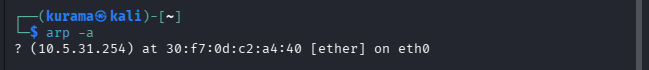 ┌──(kurama㉿kali)-[~]
└─$ arp -a
? (10.5.31.254) at 30:f7:0d:c2:a4:40 [ether] on eth0